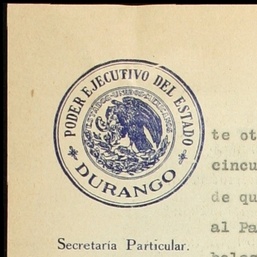 PODER EJECUTIVO DEL ESTADO
DURANGO
Secretaría Particular.
te ot
cincu
de qu
al Pa